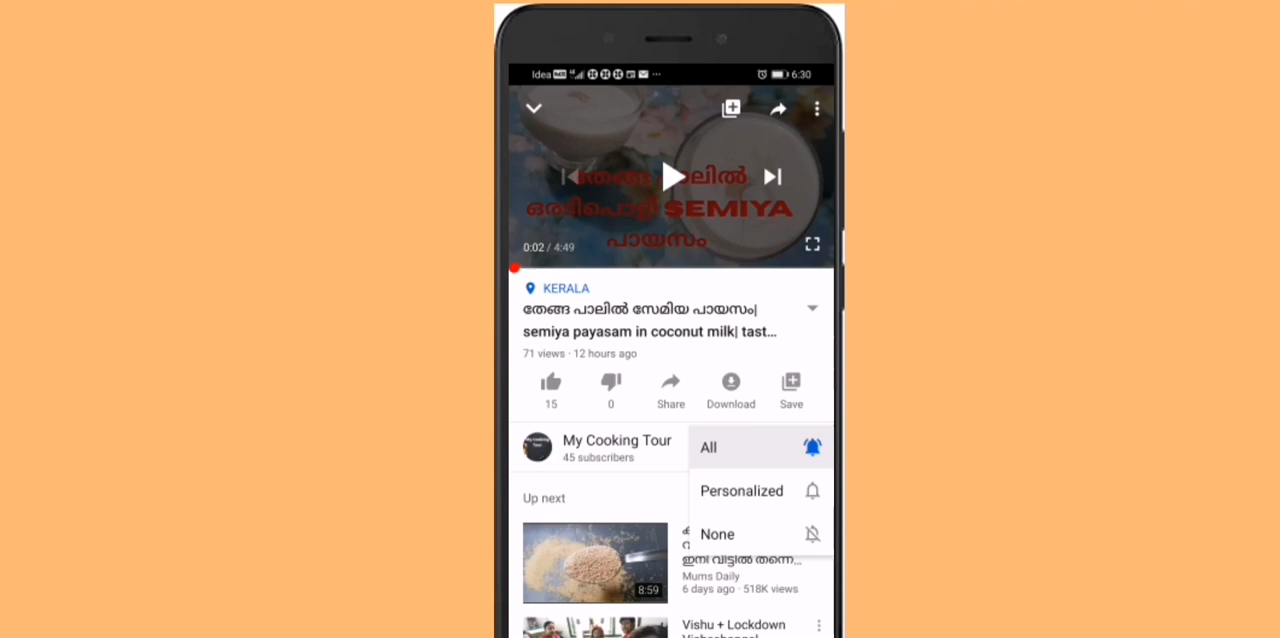 Idea 6:30
തേങ്ങ പാലിൽ
ഒരടിപൊളി SEMIYA
പായസം
0:02 / 4:49
KERALA
തേങ്ങ പാലിൽ സേമിയ പായസം|
semiya payasam in coconut milk| tast...
71 views · 12 hours ago
15 0 Share Download Save
My Cooking Tour
45 subscribers
All
Personalized
None
Up next
ഇനി വീട്ടിൽ തന്നെ...
Mums Daily
6 days ago · 518K views
8:59
Vishu + Lockdown